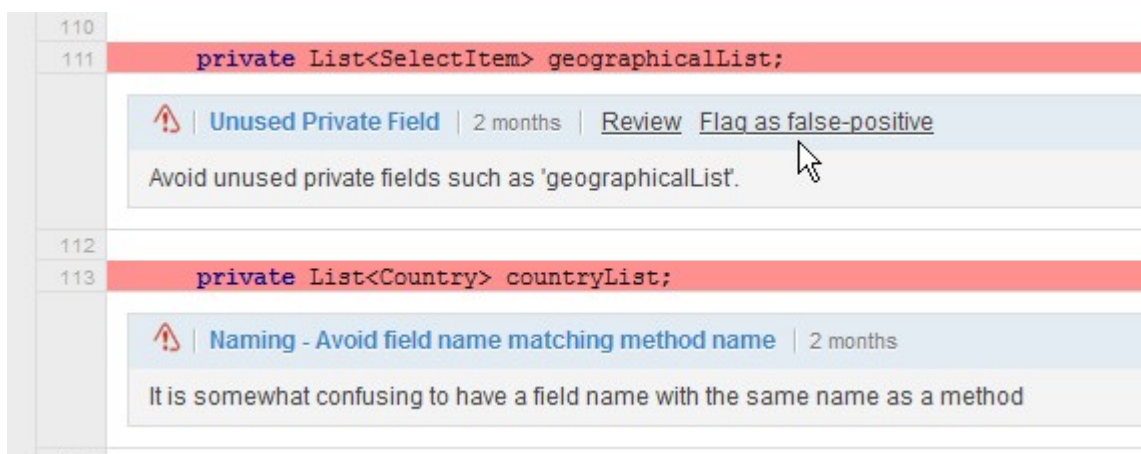 110
111 private List<SelectItem> geographicalList;
Unused Private Field | 2 months | Review Flag as false-positive
Avoid unused private fields such as 'geographicalList'.
112
113 private List<Country> countryList;
Naming - Avoid field name matching method name | 2 months
It is somewhat confusing to have a field name with the same name as a method